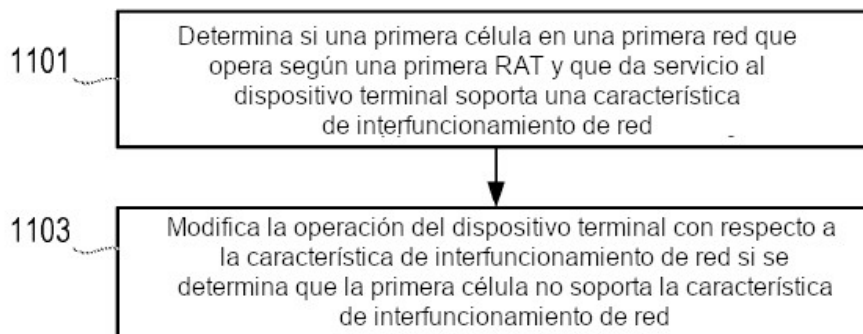 1101
Determina si una primera célula en una primera red que
opera según una primera RAT y que da servicio al
dispositivo terminal soporta una característica
de interfuncionamiento de red
1103
Modifica la operación del dispositivo terminal con respecto a
la característica de interfuncionamiento de red si se
determina que la primera célula no soporta la característica
de interfuncionamiento de red